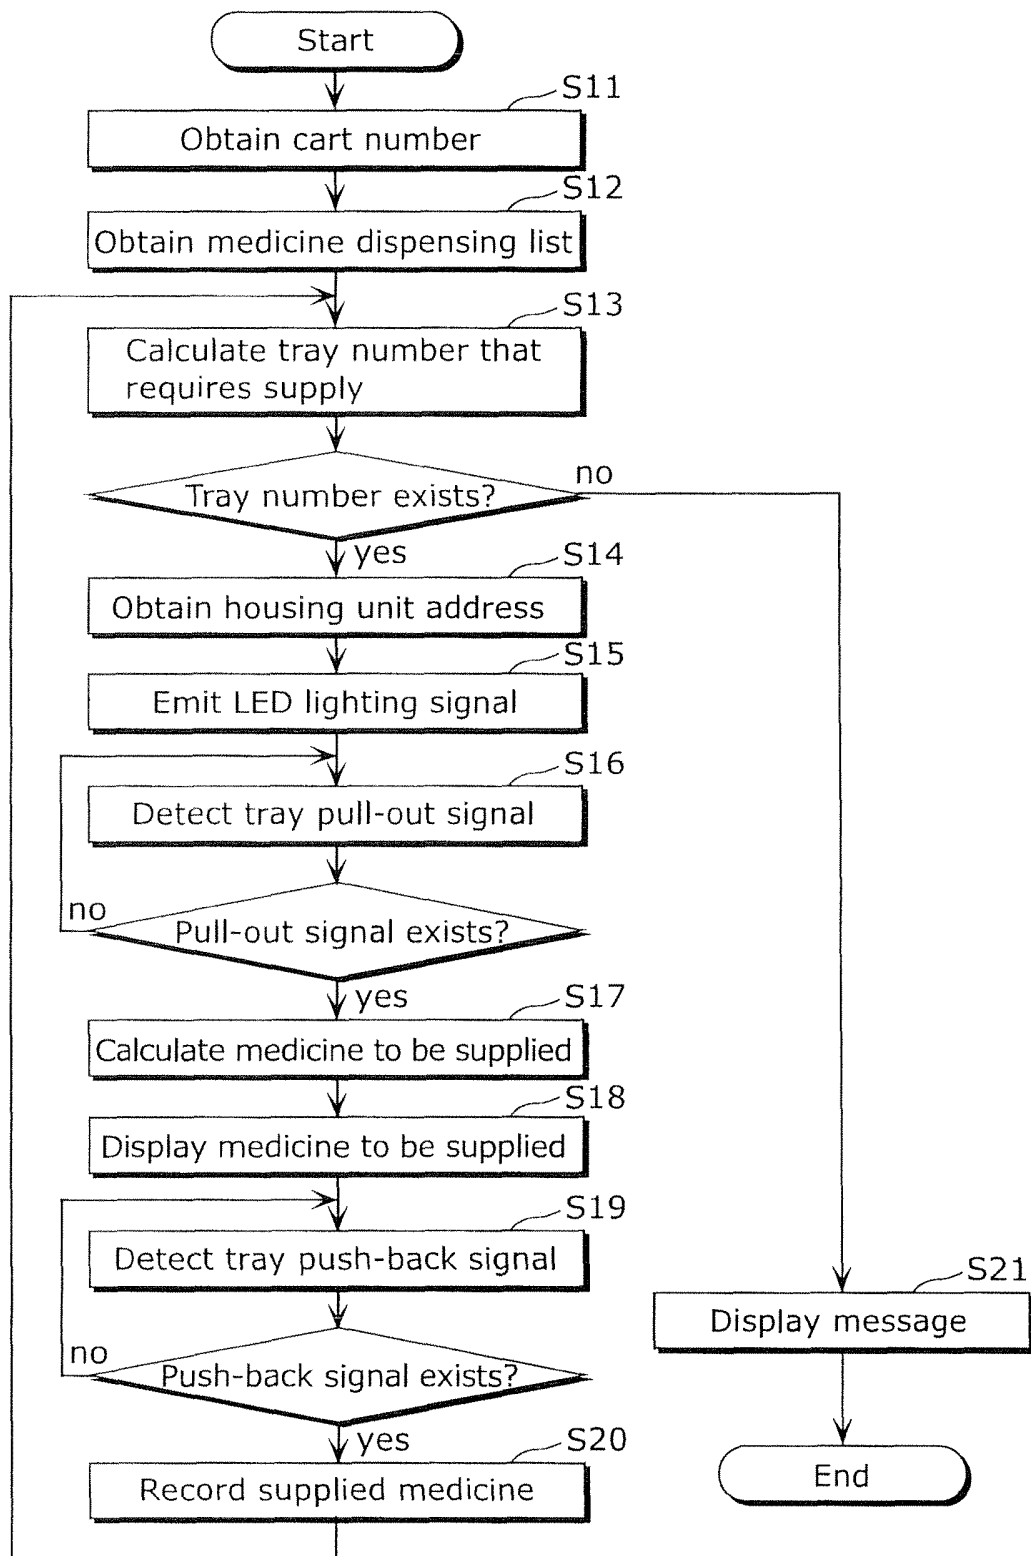 Start
S11
Obtain cart number
S12
Obtain medicine dispensing list
S13
Calculate tray number that
requires supply
Tray number exists?
no
yes
S14
Obtain housing unit address
S15
Emit LED lighting signal
S16
Detect tray pull-out signal
no
Pull-out signal exists?
yes
S17
Calculate medicine to be supplied
S18
Display medicine to be supplied
S19
Detect tray push-back signal
no
Push-back signal exists?
yes
S20
Record supplied medicine
S21
Display message
End